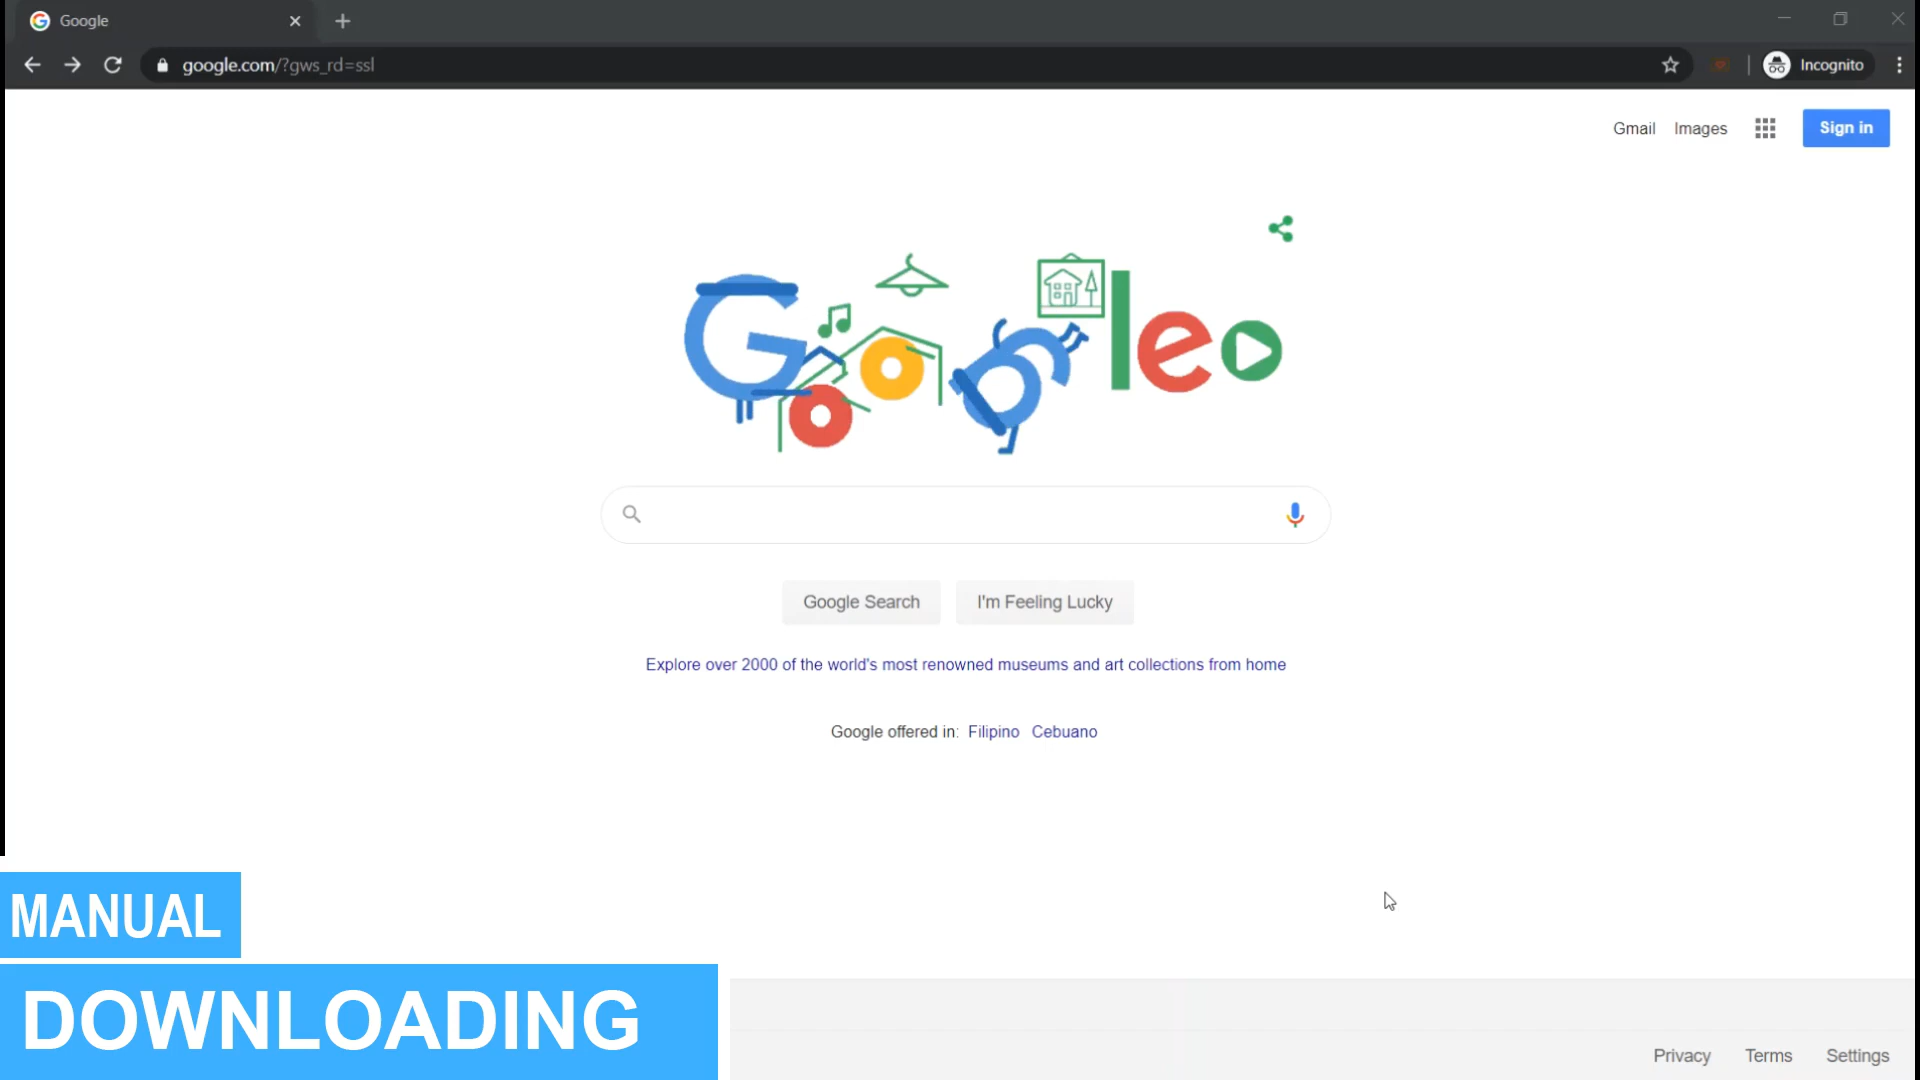 Google
google.com/?gws_rd=ssl
Incognito
Gmail Images
Sign in
Google
Google Search I'm Feeling Lucky
Explore over 2000 of the world's most renowned museums and art collections from home
Google offered in: Filipino Cebuano
MANUAL
DOWNLOADING
Privacy Terms Settings